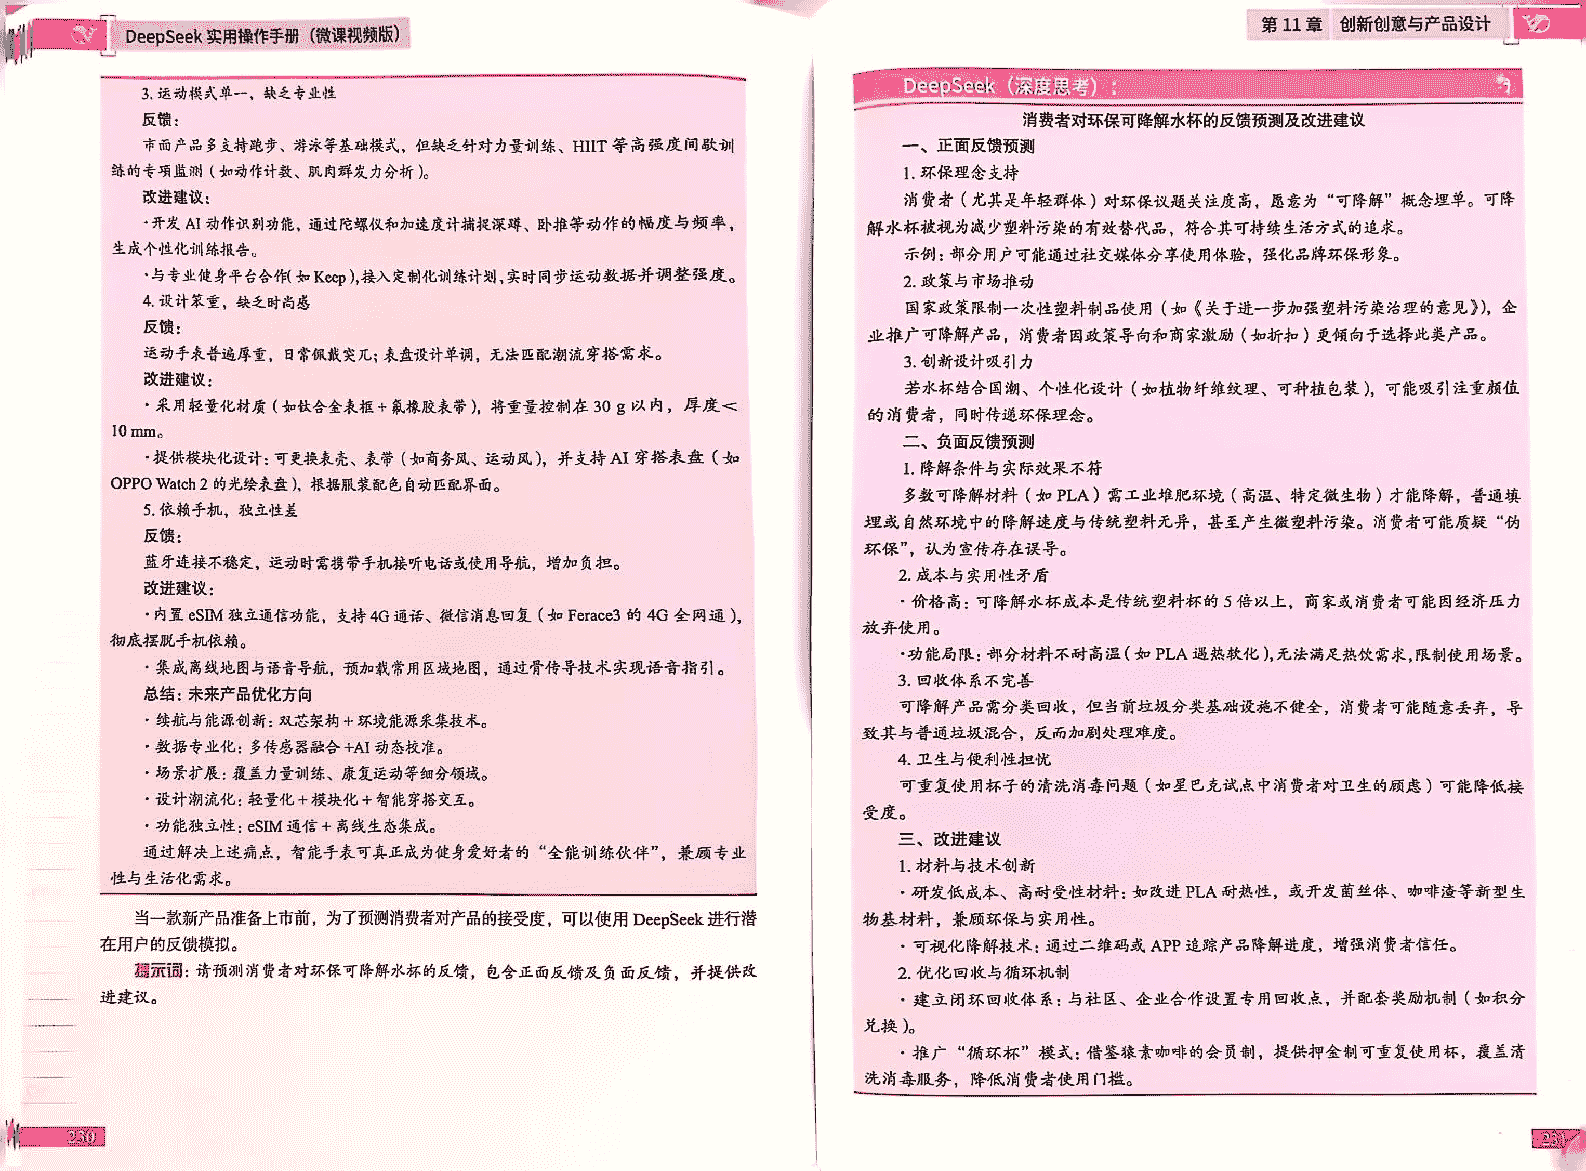 DeepSeek 实用操作手册（微课视频版）
3. 运动模式单一、缺乏专业性
反馈：
市面产品多支持跑步、游泳等基础模式，但缺乏针对力量训练、HIIT 等高强度间歇训
练的专项监测（如动作计数、肌肉群发力分析）。
改进建议：
·开发 AI 动作识别功能，通过陀螺仪和加速度计捕捉深蹲、卧推等动作的幅度与频率，
生成个性化训练报告。
·与专业健身平台合作(如 Keep)，接入定制化训练计划，实时同步运动数据并调整强度。
4. 设计笨重，缺乏时尚感
反馈：
运动手表普遍厚重，日常佩戴突兀；表盘设计单调，无法匹配潮流穿搭需求。
改进建议：
·采用轻量化材质（如钛合金表框＋氟橡胶表带），将重量控制在 30 g 以内，厚度＜
10 mm。
·提供模块化设计：可更换表壳、表带（如商务风、运动风），并支持 AI 穿搭表盘（如
OPPO Watch 2 的光绘表盘），根据服装配色自动匹配界面。
5. 依赖手机，独立性差
反馈：
蓝牙连接不稳定，运动时需携带手机接听电话或使用导航，增加负担。
改进建议：
·内置 eSIM 独立通信功能，支持 4G 通话、微信消息回复（如 Ferace3 的 4G 全网通），
彻底摆脱手机依赖。
·集成离线地图与语音导航，预加载常用区域地图，通过骨传导技术实现语音指引。
总结：未来产品优化方向
·续航与能源创新：双芯架构＋环境能源采集技术。
·数据专业化：多传感器融合 +AI 动态校准。
·场景扩展：覆盖力量训练、康复运动等细分领域。
·设计潮流化：轻量化＋模块化＋智能穿搭交互。
·功能独立性：eSIM 通信＋离线生态集成。
通过解决上述痛点，智能手表可真正成为健身爱好者的“全能训练伙伴”，兼顾专业
性与生活化需求。
当一款新产品准备上市前，为了预测消费者对产品的接受度，可以使用 DeepSeek 进行潜
在用户的反馈模拟。
提示词：请预测消费者对环保可降解水杯的反馈，包含正面反馈及负面反馈，并提供改
进建议。
230
第 11 章 创新创意与产品设计
DeepSeek（深度思考）：
消费者对环保可降解水杯的反馈预测及改进建议
一、正面反馈预测
1. 环保理念支持
消费者（尤其是年轻群体）对环保议题关注度高，愿意为“可降解”概念埋单。可降
解水杯被视为减少塑料污染的有效替代品，符合其可持续生活方式的追求。
示例：部分用户可能通过社交媒体分享使用体验，强化品牌环保形象。
2. 政策与市场推动
国家政策限制一次性塑料制品使用（如《关于进一步加强塑料污染治理的意见》），企
业推广可降解产品，消费者因政策导向和商家激励（如折扣）更倾向于选择此类产品。
3. 创新设计吸引力
若水杯结合国潮、个性化设计（如植物纤维纹理、可种植包装），可能吸引注重颜值
的消费者，同时传递环保理念。
二、负面反馈预测
1. 降解条件与实际效果不符
多数可降解材料（如 PLA）需工业堆肥环境（高温、特定微生物）才能降解，普通填
埋或自然环境中的降解速度与传统塑料无异，甚至产生微塑料污染。消费者可能质疑“伪
环保”，认为宣传存在误导。
2. 成本与实用性矛盾
·价格高：可降解水杯成本是传统塑料杯的 5 倍以上，商家或消费者可能因经济压力
放弃使用。
·功能局限：部分材料不耐高温（如 PLA 遇热软化），无法满足热饮需求，限制使用场景。
3. 回收体系不完善
可降解产品需分类回收，但当前垃圾分类基础设施不健全，消费者可能随意丢弃，导
致其与普通垃圾混合，反而加剧处理难度。
4. 卫生与便利性担忧
可重复使用杯子的清洗消毒问题（如星巴克试点中消费者对卫生的顾虑）可能降低接
受度。
三、改进建议
1. 材料与技术创新
·研发低成本、高耐受性材料：如改进 PLA 耐热性，或开发菌丝体、咖啡渣等新型生
物基材料，兼顾环保与实用性。
·可视化降解技术：通过二维码或 APP 追踪产品降解进度，增强消费者信任。
2. 优化回收与循环机制
·建立闭环回收体系：与社区、企业合作设置专用回收点，并配套奖励机制（如积分
兑换）。
·推广“循环杯”模式：借鉴猿素咖啡的会员制，提供押金制可重复使用杯，覆盖清
洗消毒服务，降低消费者使用门槛。
231